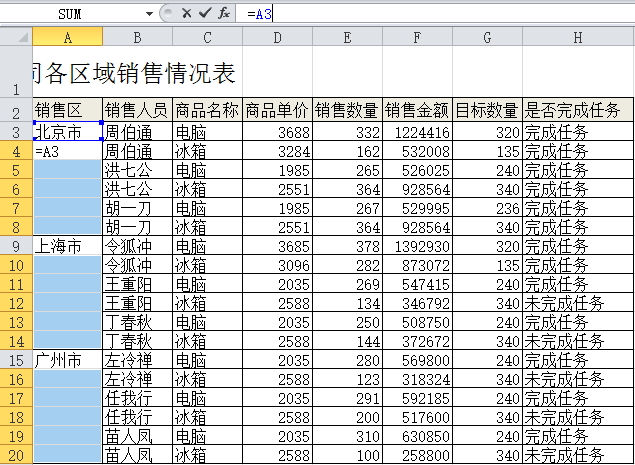 SUM fx =A3
A B C D E F G H
1 司各区域销售情况表
2 销售区 销售人员 商品名称 商品单价 销售数量 销售金额 目标数量 是否完成任务
3 北京市 周伯通 电脑 3688 332 1224416 320 完成任务
4 =A3 周伯通 冰箱 3284 162 532008 135 完成任务
5 洪七公 电脑 1985 265 526025 240 完成任务
6 洪七公 冰箱 2551 364 928564 340 完成任务
7 胡一刀 电脑 1985 267 529995 236 完成任务
8 胡一刀 冰箱 2551 364 928564 340 完成任务
9 上海市 令狐冲 电脑 3685 378 1392930 320 完成任务
10 令狐冲 冰箱 3096 282 873072 135 完成任务
11 王重阳 电脑 2035 269 547415 240 完成任务
12 王重阳 冰箱 2588 134 346792 340 未完成任务
13 丁春秋 电脑 2035 250 508750 240 完成任务
14 丁春秋 冰箱 2588 144 372672 340 未完成任务
15 广州市 左冷禅 电脑 2035 280 569800 240 完成任务
16 左冷禅 冰箱 2588 123 318324 340 未完成任务
17 任我行 电脑 2035 291 592185 240 完成任务
18 任我行 冰箱 2588 200 517600 340 未完成任务
19 苗人凤 电脑 2035 310 630850 240 完成任务
20 苗人凤 冰箱 2588 100 258800 340 未完成任务